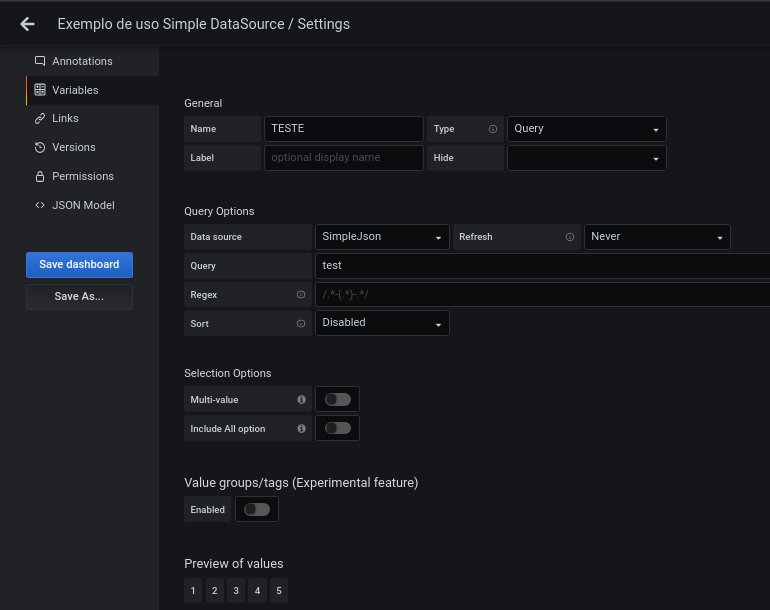 Exemplo de uso Simple DataSource / Settings
Annotations
Variables
Links
Versions
Permissions
JSON Model
Save dashboard
Save As...
General
Name TESTE Type Query
Label optional display name Hide
Query Options
Data source SimpleJson Refresh Never
Query test
Regex /.*-(.*)-.*/
Sort Disabled
Selection Options
Multi-value
Include All option
Value groups/tags (Experimental feature)
Enabled
Preview of values
1 2 3 4 5